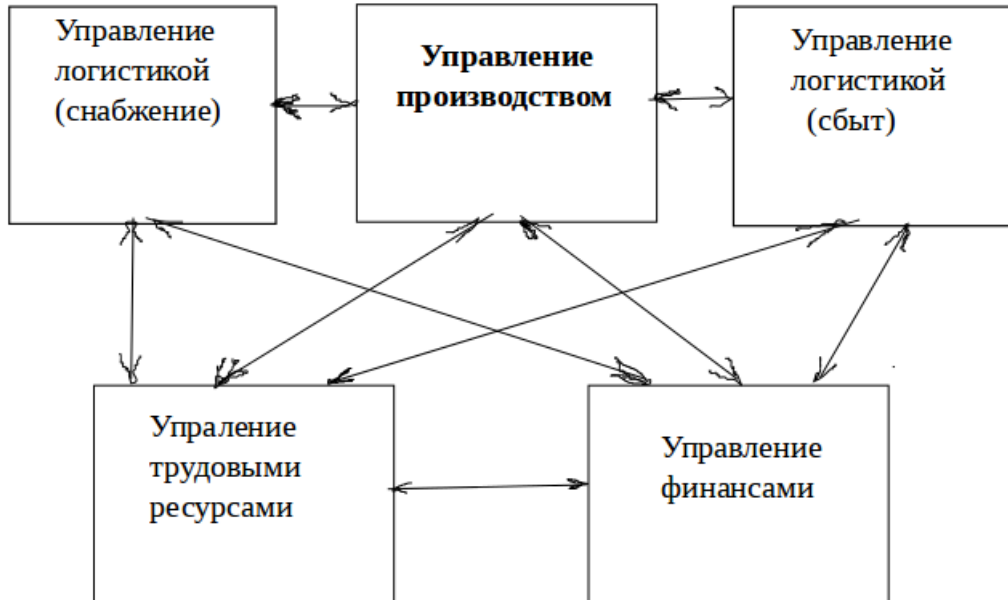 Управление
логистикой
(снабжение)
Управление
производством
Управление
логистикой
(сбыт)
Упраление
трудовыми
ресурсами
Управление
финансами